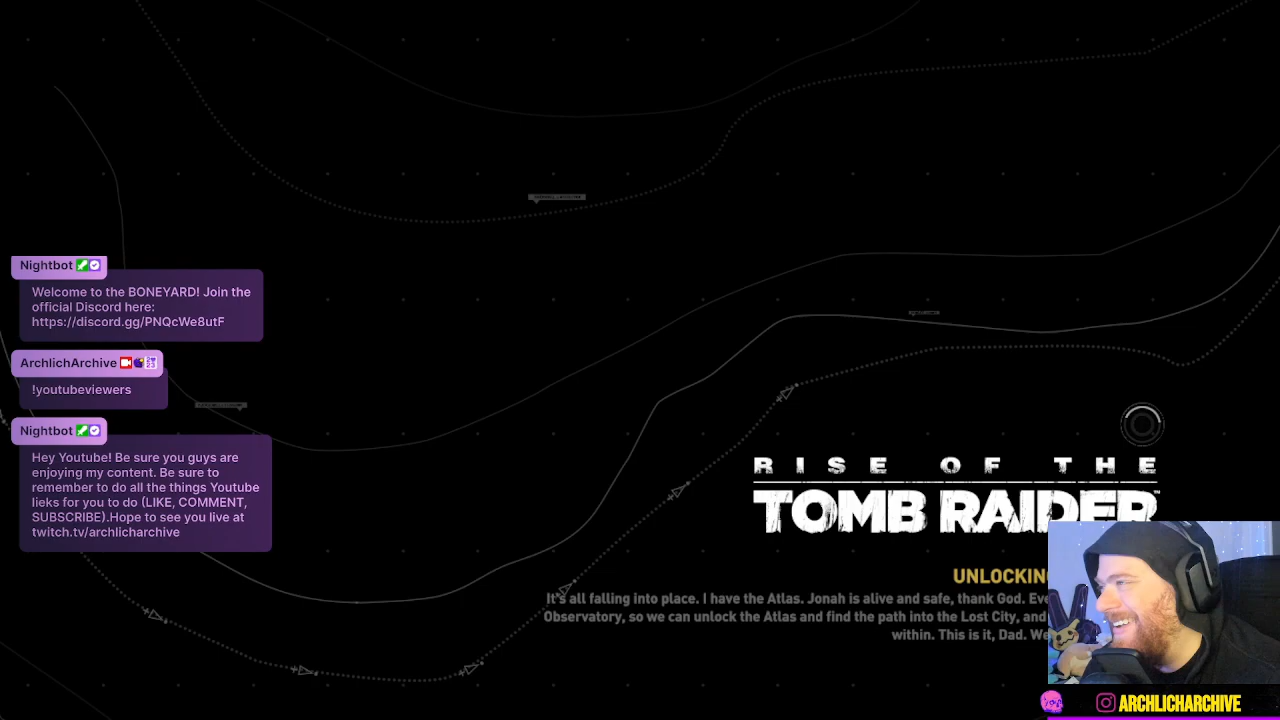 Nightbot
Welcome to the BONEYARD! Join the
official Discord here:
https://discord.gg/PNQcWe8utF
ArchlichArchive
!youtubeviewers
Nightbot
Hey Youtube! Be sure you guys are
enjoying my content. Be sure to
remember to do all the things Youtube
lieks for you to do (LIKE, COMMENT,
SUBSCRIBE).Hope to see you live at
twitch.tv/archlicharchive
RISE OF THE
TOMB RAIDER
UNLOCKING
It's all falling into place. I have the Atlas. Jonah is alive and safe, thank God.
Observatory, so we can unlock the Atlas and find the path into the Lost City, and
within. This is it, Dad.
ARCHLICHARCHIVE